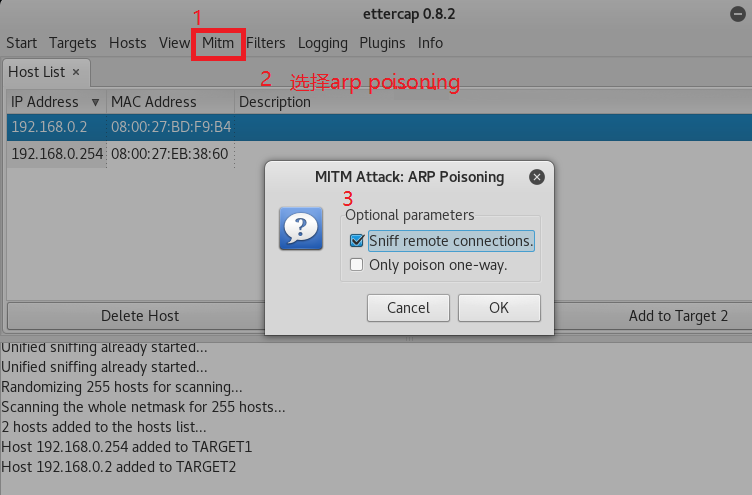 1
ettercap 0.8.2
Start Targets Hosts View Mitm Filters Logging Plugins Info
Host List ×
2 选择arp poisoning
IP Address MAC Address Description
192.168.0.2 08:00:27:BD:F9:B4
192.168.0.254 08:00:27:EB:38:60
MITM Attack: ARP Poisoning
3
Optional parameters
Sniff remote connections.
Only poison one-way.
Cancel OK
Delete Host Add to Target 2
Unified sniffing already started...
Unified sniffing already started...
Randomizing 255 hosts for scanning...
Scanning the whole netmask for 255 hosts...
2 hosts added to the hosts list...
Host 192.168.0.254 added to TARGET1
Host 192.168.0.2 added to TARGET2